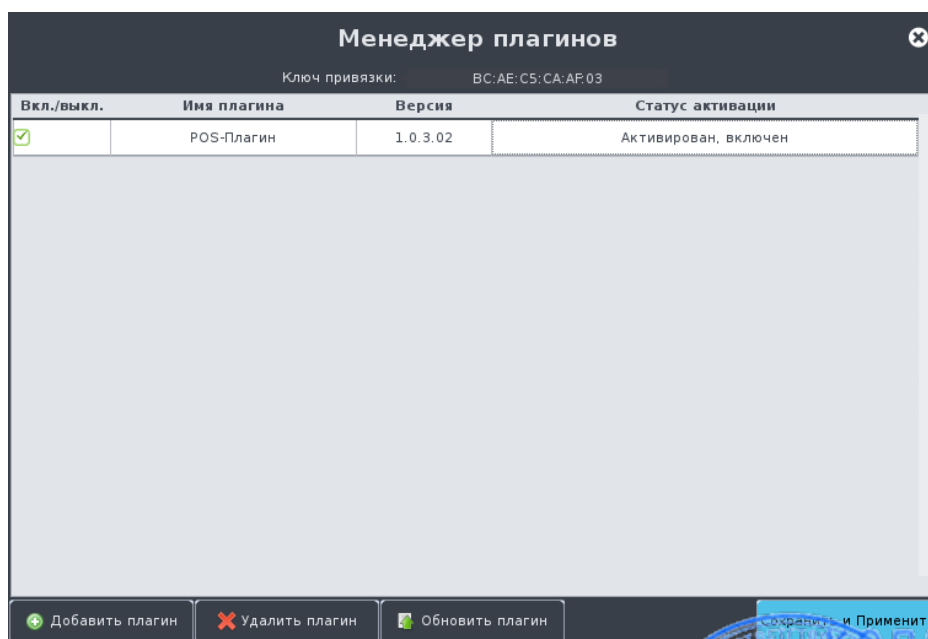 Менеджер плагинов
Ключ привязки: BC:AE:C5:CA:AF:03
Вкл./выкл. Имя плагина Версия Статус активации
POS-Плагин 1.0.3.02 Активирован, включен
Добавить плагин Удалить плагин Обновить плагин Сохранить и Применит